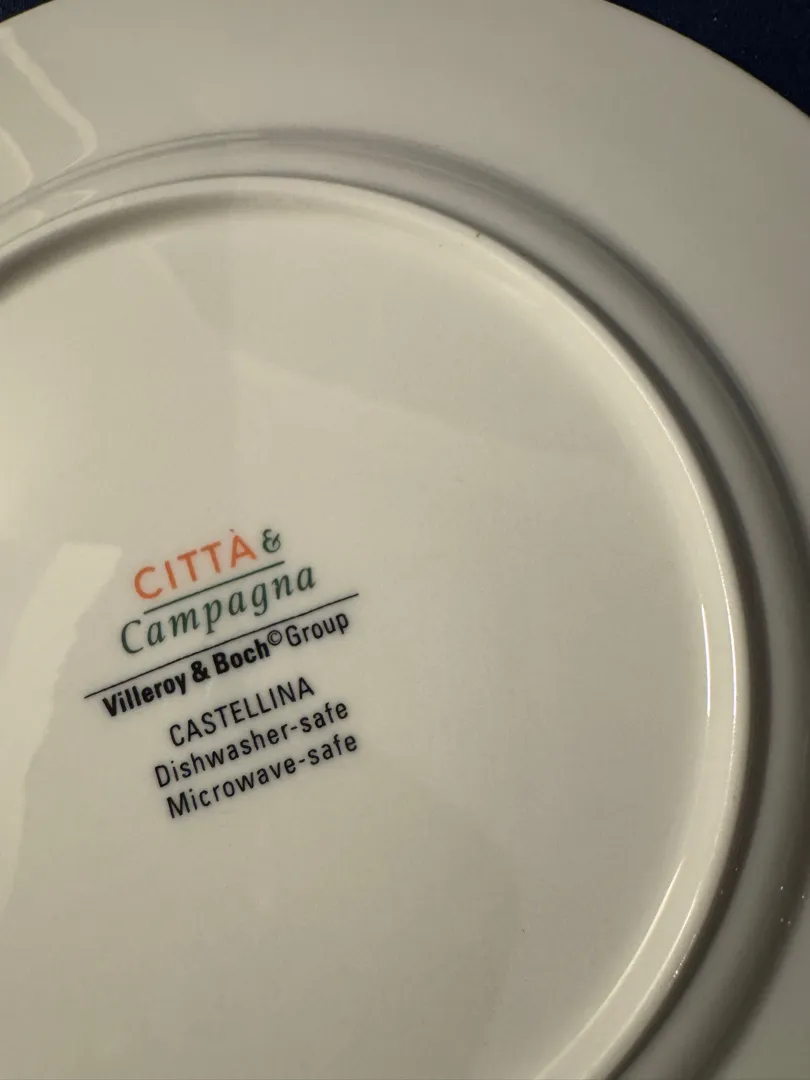 CITTÀ &
Campagna
Villeroy & Boch© Group
CASTELLINA
Dishwasher-safe
Microwave-safe